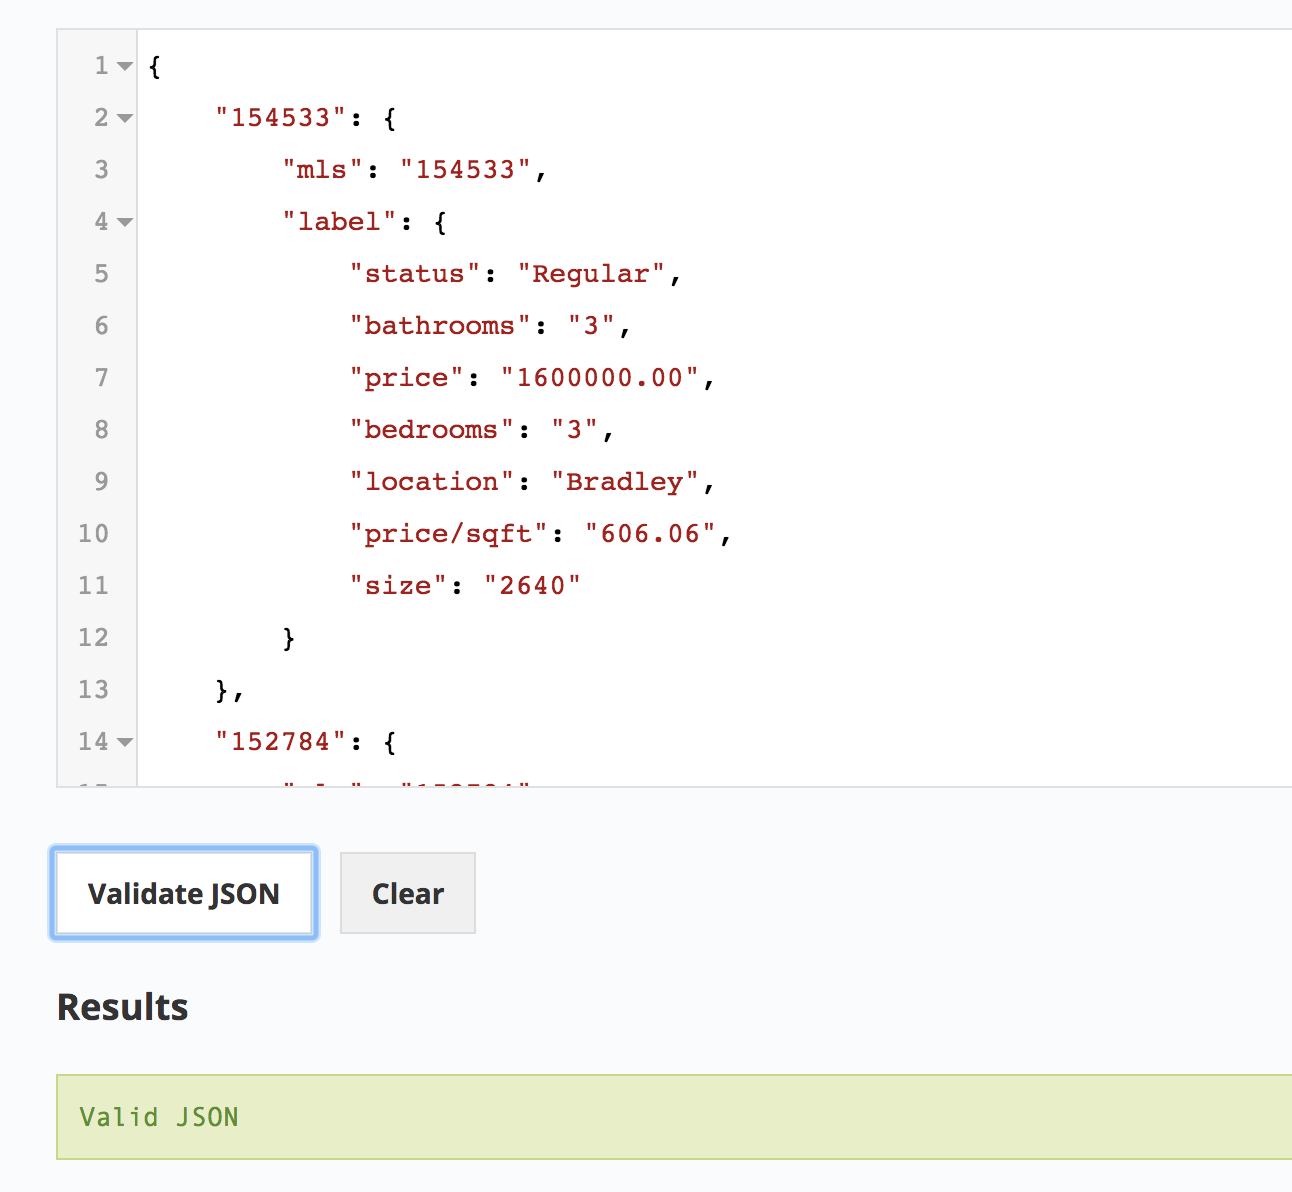 1 {
2 "154533": {
3 "mls": "154533",
4 "label": {
5 "status": "Regular",
6 "bathrooms": "3",
7 "price": "1600000.00",
8 "bedrooms": "3",
9 "location": "Bradley",
10 "price/sqft": "606.06",
11 "size": "2640"
12 }
13 },
14 "152784": {
Validate JSON Clear
Results
Valid JSON